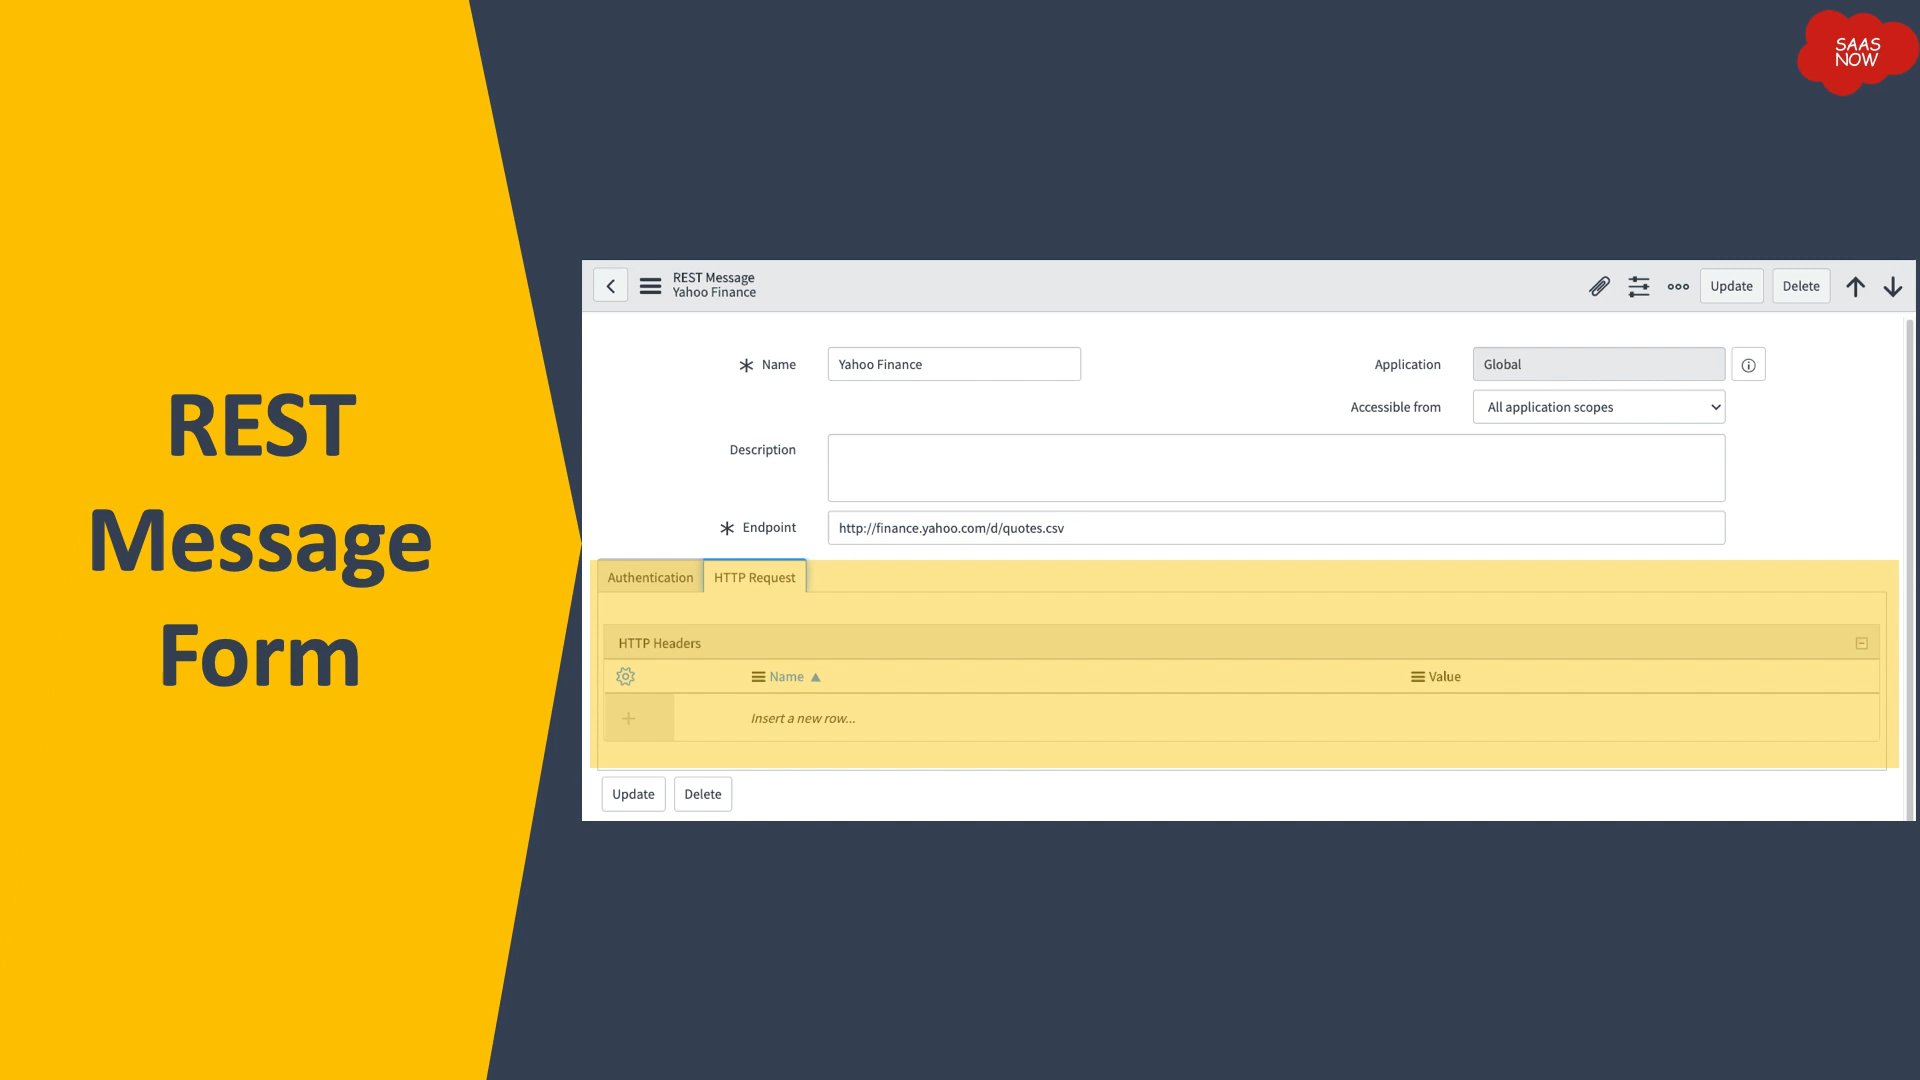 REST
Message
Form
SAAS
NOW
REST Message
Yahoo Finance
Update
Delete
Name
Yahoo Finance
Application
Global
Accessible from
All application scopes
Description
Endpoint
http://finance.yahoo.com/d/quotes.csv
Authentication
HTTP Request
HTTP Headers
Name
Value
Insert a new row...
Update
Delete